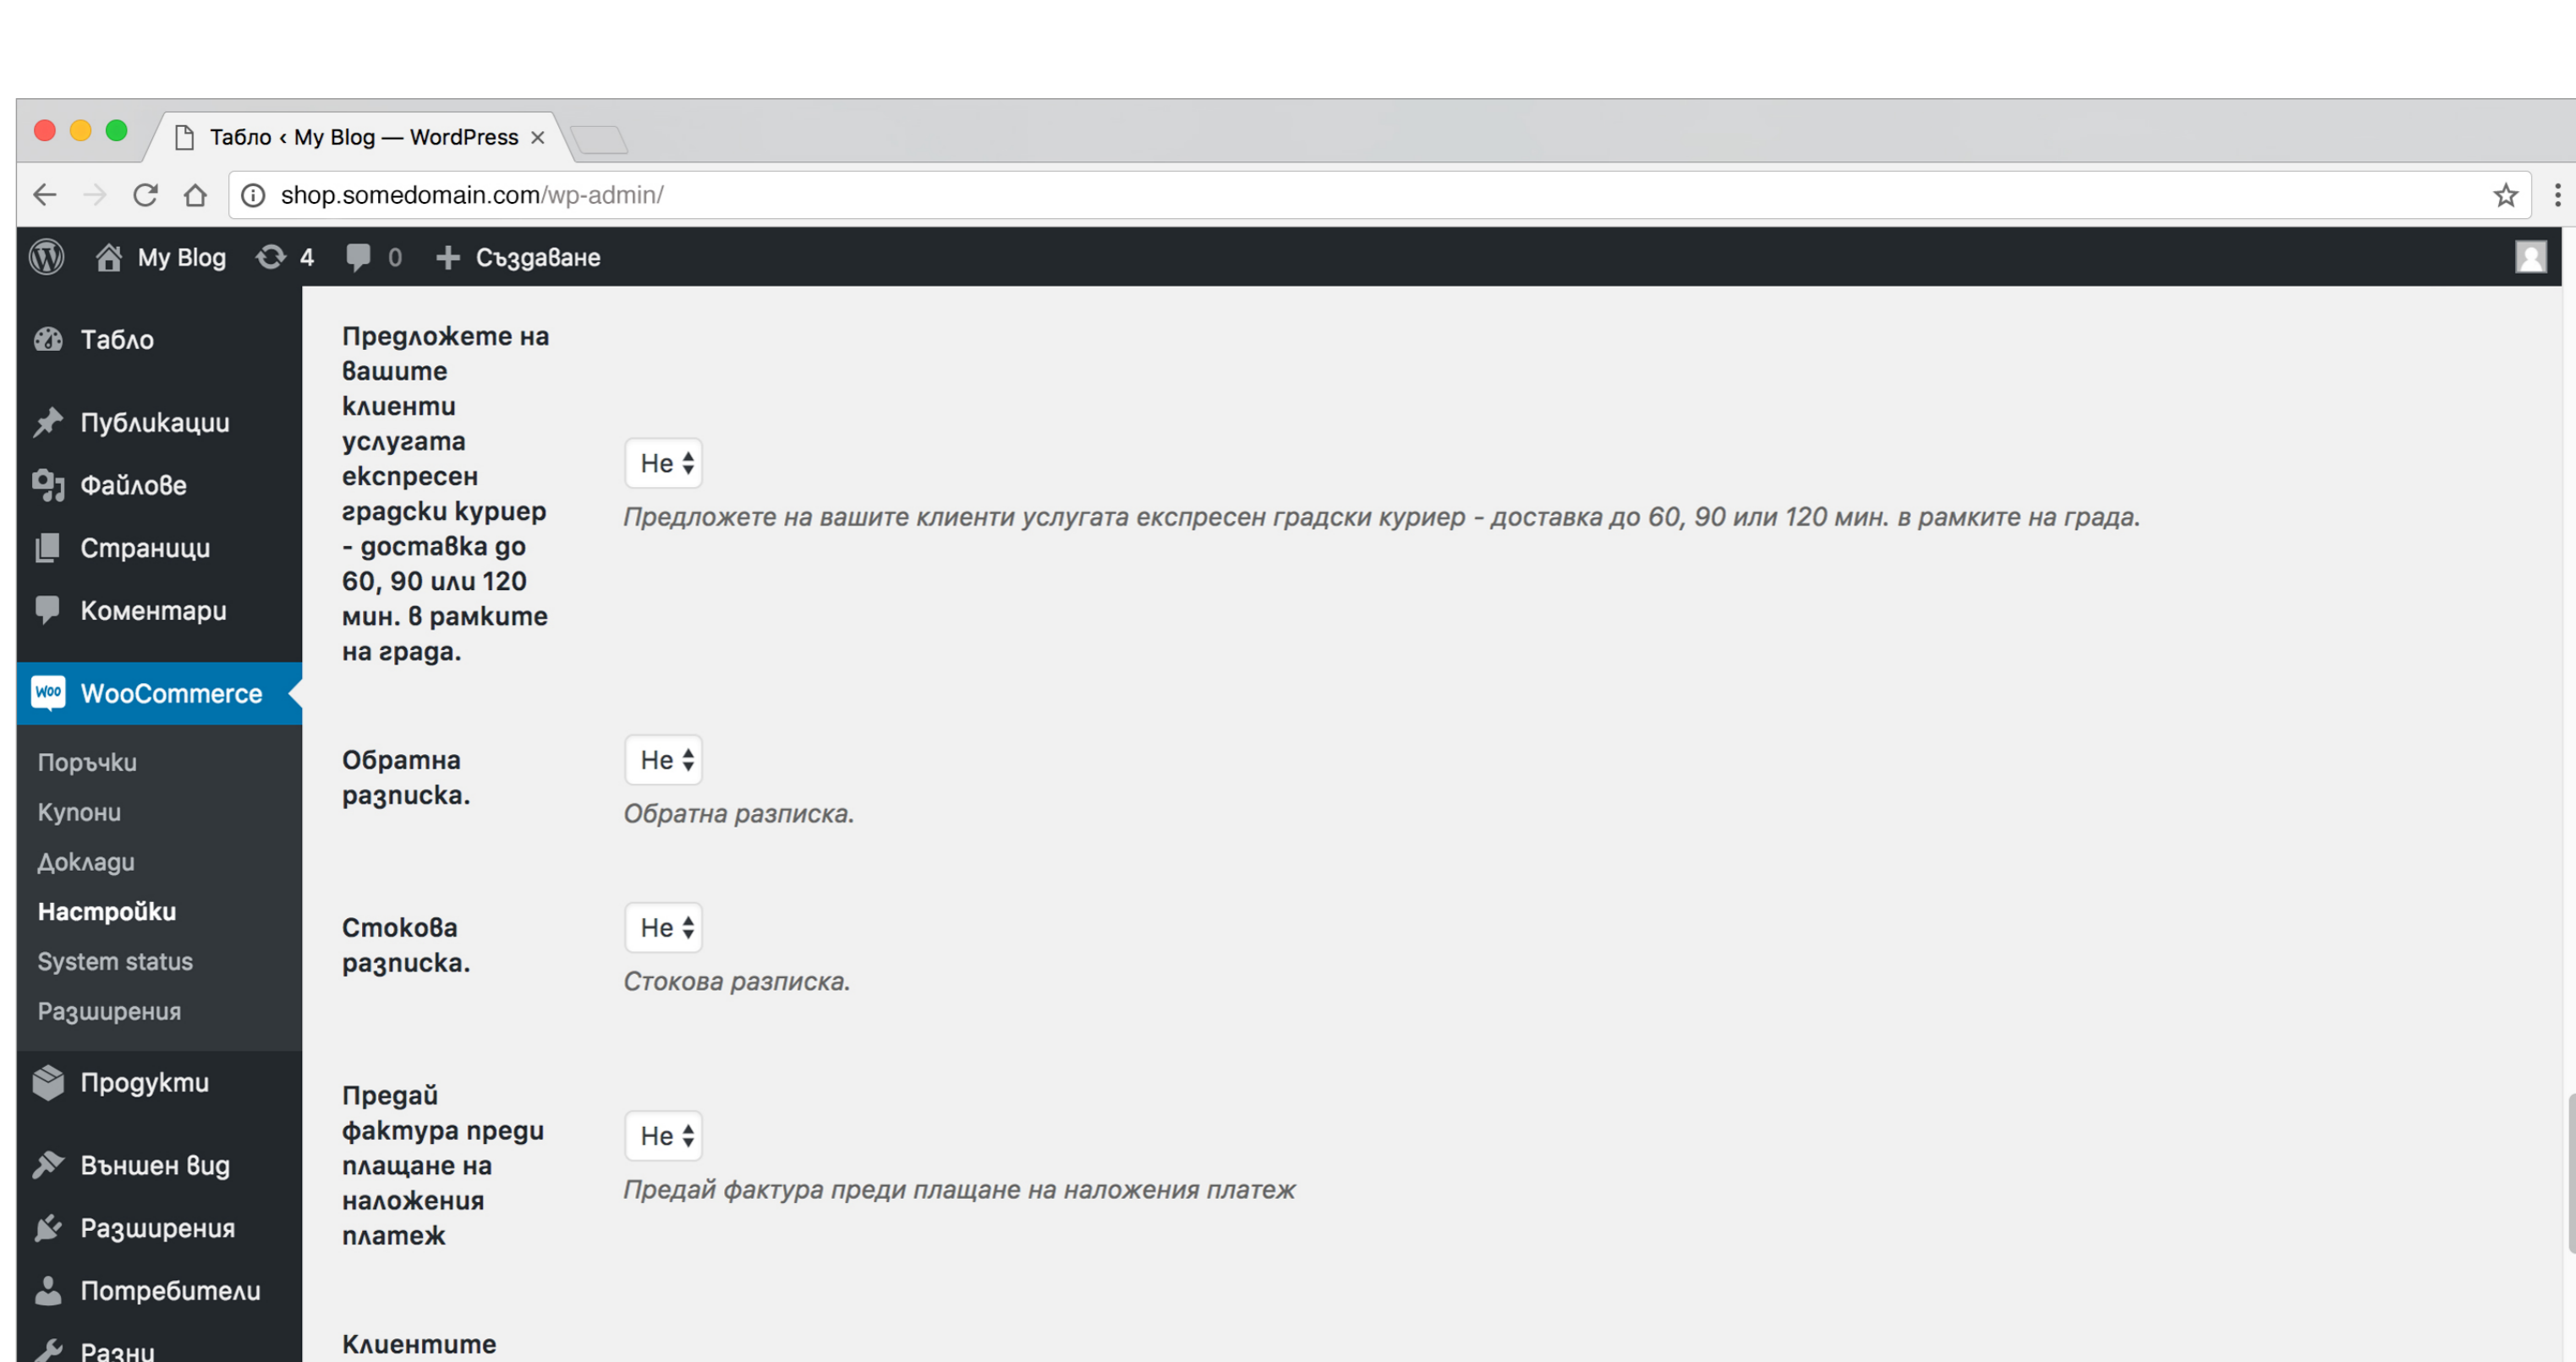 Табло ‹ My Blog — WordPress
shop.somedomain.com/wp-admin/
My Blog 4 0 Създаване
Табло
Публикации
Файлове
Страници
Коментари
Woo WooCommerce
Поръчки
Купони
Доклади
Настройки
System status
Разширения
Продукти
Външен вид
Разширения
Потребители
Разни
Предложете на
вашите
клиенти
услугата
експресен
градски куриер
- доставка до
60, 90 или 120
мин. в рамките
на града.
Не
Предложете на вашите клиенти услугата експресен градски куриер - доставка до 60, 90 или 120 мин. в рамките на града.
Обратна
разписка.
Не
Обратна разписка.
Стокова
разписка.
Не
Стокова разписка.
Предай
фактура преди
плащане на
наложения
платеж
Не
Предай фактура преди плащане на наложения платеж
Клиентите